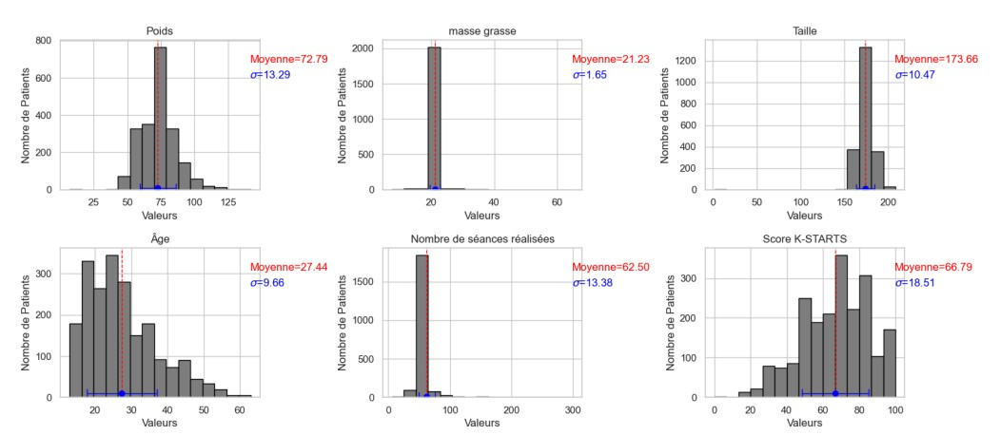 Poids
Nombre de Patients
800
600
400
200
0
25 50 75 100 125
Valeurs
Moyenne=72.79
σ=13.29
masse grasse
Nombre de Patients
2000
1500
1000
500
0
20 40 60
Valeurs
Moyenne=21.23
σ=1.65
Taille
Nombre de Patients
1200
1000
800
600
400
200
0
0 50 100 150 200
Valeurs
Moyenne=173.66
σ=10.47
Âge
Nombre de Patients
300
200
100
0
20 30 40 50 60
Valeurs
Moyenne=27.44
σ=9.66
Nombre de séances réalisées
Nombre de Patients
1500
1000
500
0
0 100 200 300
Valeurs
Moyenne=62.50
σ=13.38
Score K-STARTS
Nombre de Patients
300
200
100
0
0 20 40 60 80 100
Valeurs
Moyenne=66.79
σ=18.51